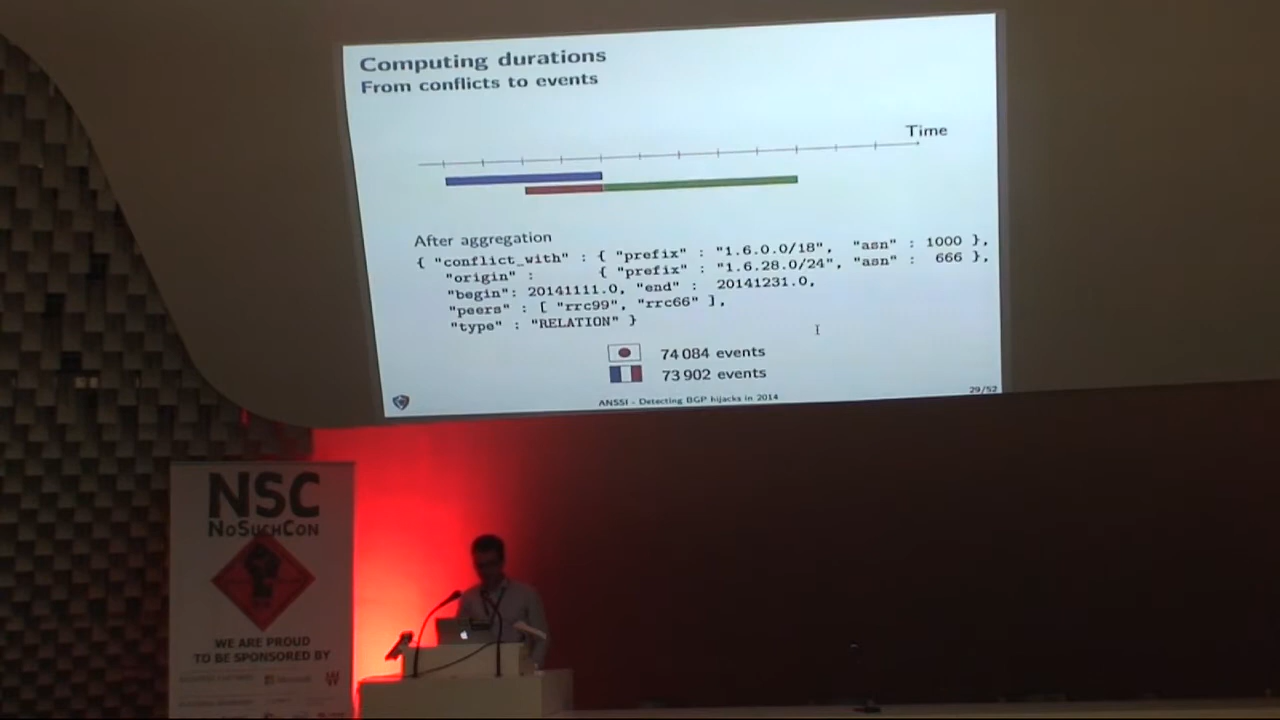 Computing durations
From conflicts to events
Time
After aggregation
{ "conflict_with" : { "prefix" : "1.6.0.0/18", "asn" : 1000 },
"origin" : { "prefix" : "1.6.28.0/24", "asn" : 666 },
"begin": 20141111.0, "end" : 20141231.0,
"peers" : [ "rrc99", "rrc66" ],
"type" : "RELATION" }
74 084 events
73 902 events
ANSSI - Detecting BGP hijacks in 2014
29/52
NSC
NoSuchCon
WE ARE PROUD
TO BE SPONSORED BY
Microsoft